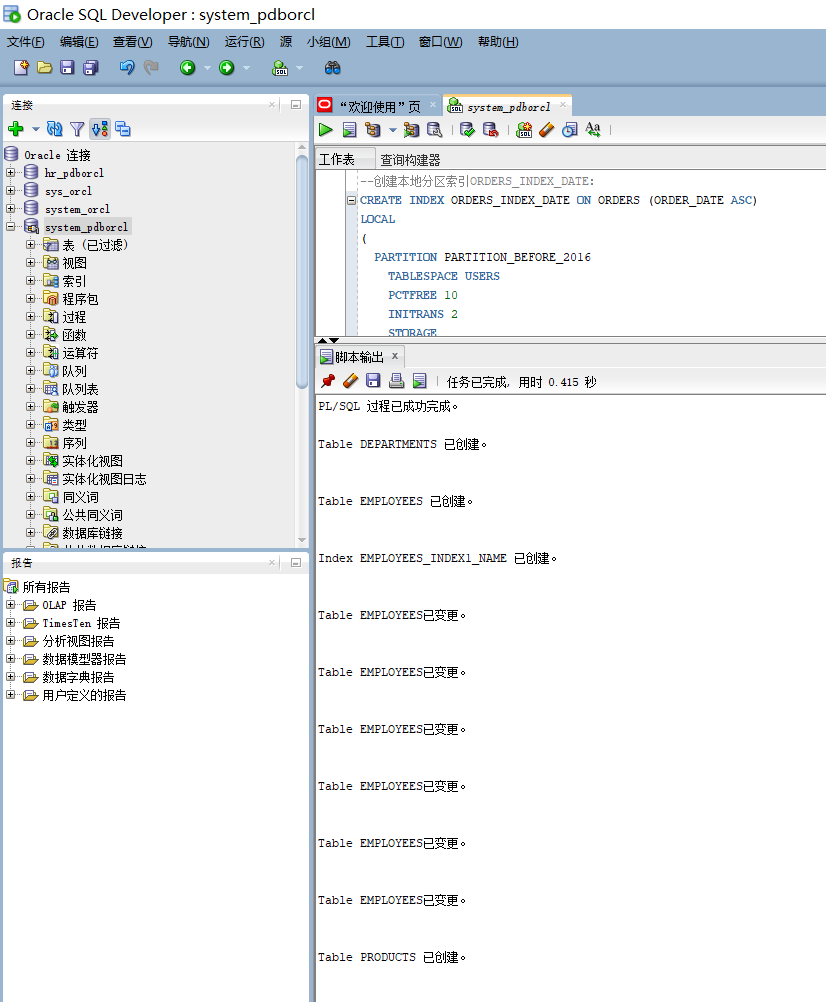 Oracle SQL Developer : system_pdborcl
文件(F) 编辑(E) 查看(V) 导航(N) 运行(R) 源 小组(M) 工具(T) 窗口(W) 帮助(H)
连接
Oracle 连接
hr_pdborcl
sys_orcl
system_orcl
system_pdborcl
表 (已过滤)
视图
索引
程序包
过程
函数
运算符
队列
队列表
触发器
类型
序列
实体化视图
实体化视图日志
同义词
公共同义词
数据库链接
报告
所有报告
OLAP 报告
TimesTen 报告
分析视图报告
数据模型器报告
数据字典报告
用户定义的报告
“欢迎使用”页 system_pdborcl
工作表 查询构建器
--创建本地分区索引ORDERS_INDEX_DATE:
CREATE INDEX ORDERS_INDEX_DATE ON ORDERS (ORDER_DATE ASC)
LOCAL
(
PARTITION PARTITION_BEFORE_2016
TABLESPACE USERS
PCTFREE 10
INITRANS 2
STORAGE
脚本输出
任务已完成, 用时 0.415 秒
PL/SQL 过程已成功完成。
Table DEPARTMENTS 已创建。
Table EMPLOYEES 已创建。
Index EMPLOYEES_INDEX1_NAME 已创建。
Table EMPLOYEES已变更。
Table EMPLOYEES已变更。
Table EMPLOYEES已变更。
Table EMPLOYEES已变更。
Table EMPLOYEES已变更。
Table EMPLOYEES已变更。
Table PRODUCTS 已创建。